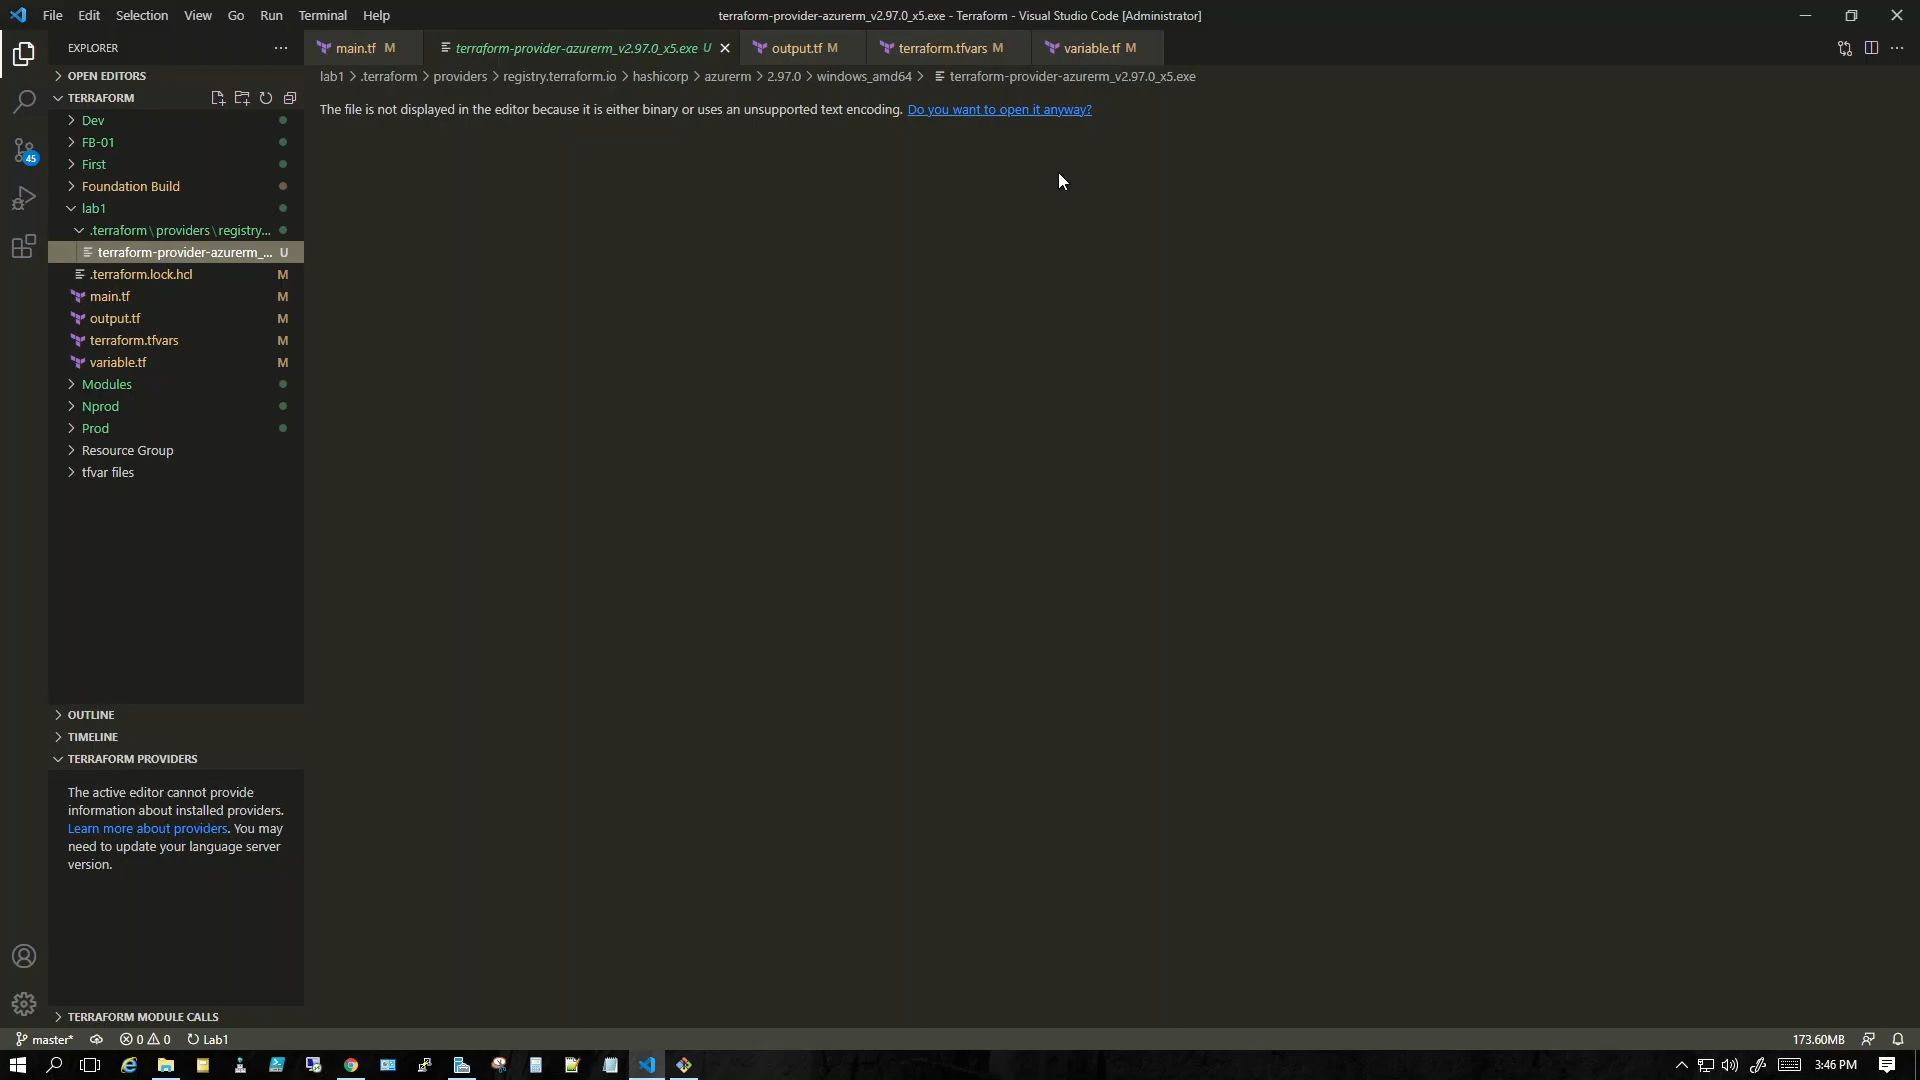 File Edit Selection View Go Run Terminal Help
terraform-provider-azurerm_v2.97.0_x5.exe - Terraform - Visual Studio Code [Administrator]
EXPLORER
main.tf M
terraform-provider-azurerm_v2.97.0_x5.exe U
output.tf M
terraform.tfvars M
variable.tf M
lab1 > .terraform > providers > registry.terraform.io > hashicorp > azurerm > 2.97.0 > windows_amd64 > terraform-provider-azurerm_v2.97.0_x5.exe
The file is not displayed in the editor because it is either binary or uses an unsupported text encoding. Do you want to open it anyway?
OPEN EDITORS
TERRAFORM
Dev
FB-01
First
Foundation Build
lab1
.terraform\providers\registry...
terraform-provider-azurerm_... U
.terraform.lock.hcl M
main.tf M
output.tf M
terraform.tfvars M
variable.tf M
Modules
Nprod
Prod
Resource Group
tfvar files
45
OUTLINE
TIMELINE
TERRAFORM PROVIDERS
The active editor cannot provide
information about installed providers.
Learn more about providers. You may
need to update your language server
version.
TERRAFORM MODULE CALLS
master* 0 0 Lab1
173.60MB
3:46 PM